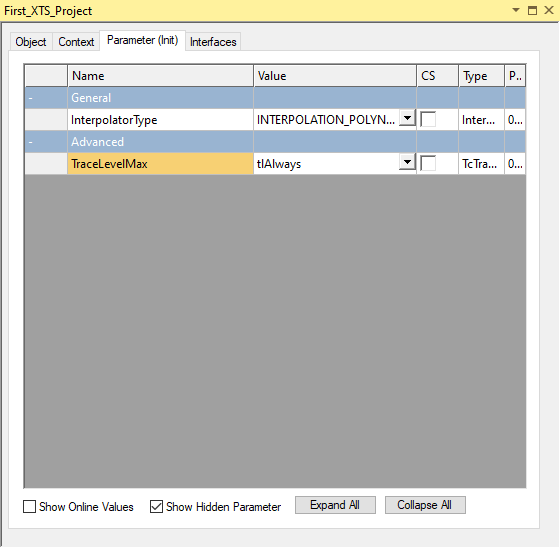 First_XTS_Project
Object Context Parameter (Init) Interfaces
Name Value CS Type P..
- General
InterpolatorType INTERPOLATION_POLYN... Inter... 0...
- Advanced
TraceLevelMax tlAlways TcTra... 0...
Show Online Values Show Hidden Parameter Expand All Collapse All